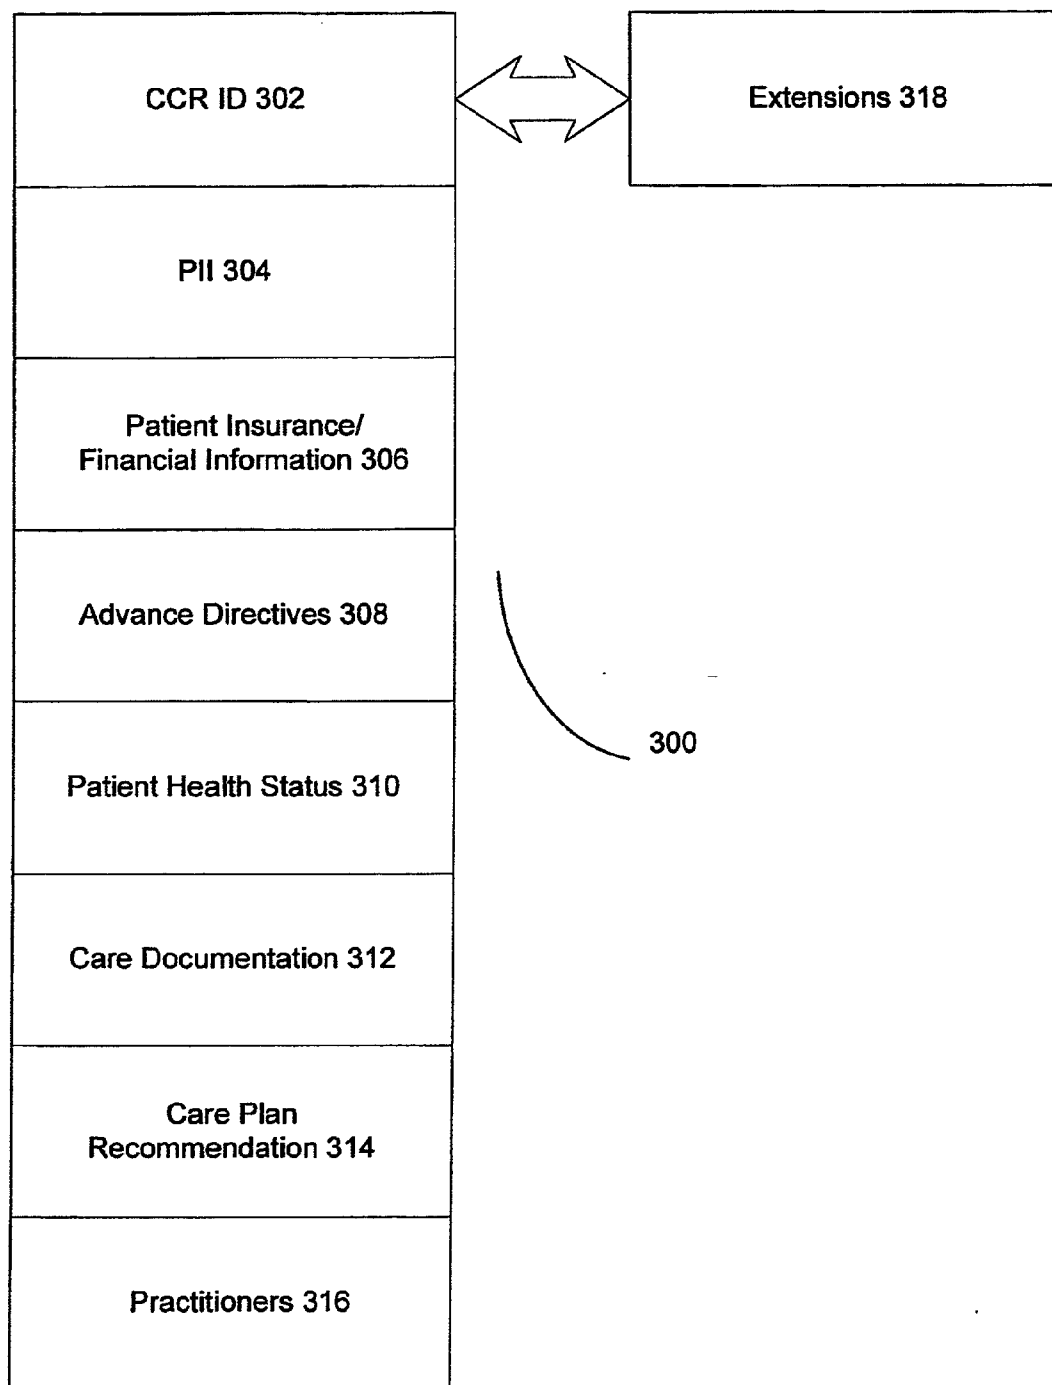 CCR ID 302
Extensions 318
PII 304
Patient Insurance/
Financial Information 306
Advance Directives 308
Patient Health Status 310
300
Care Documentation 312
Care Plan
Recommendation 314
Practitioners 316